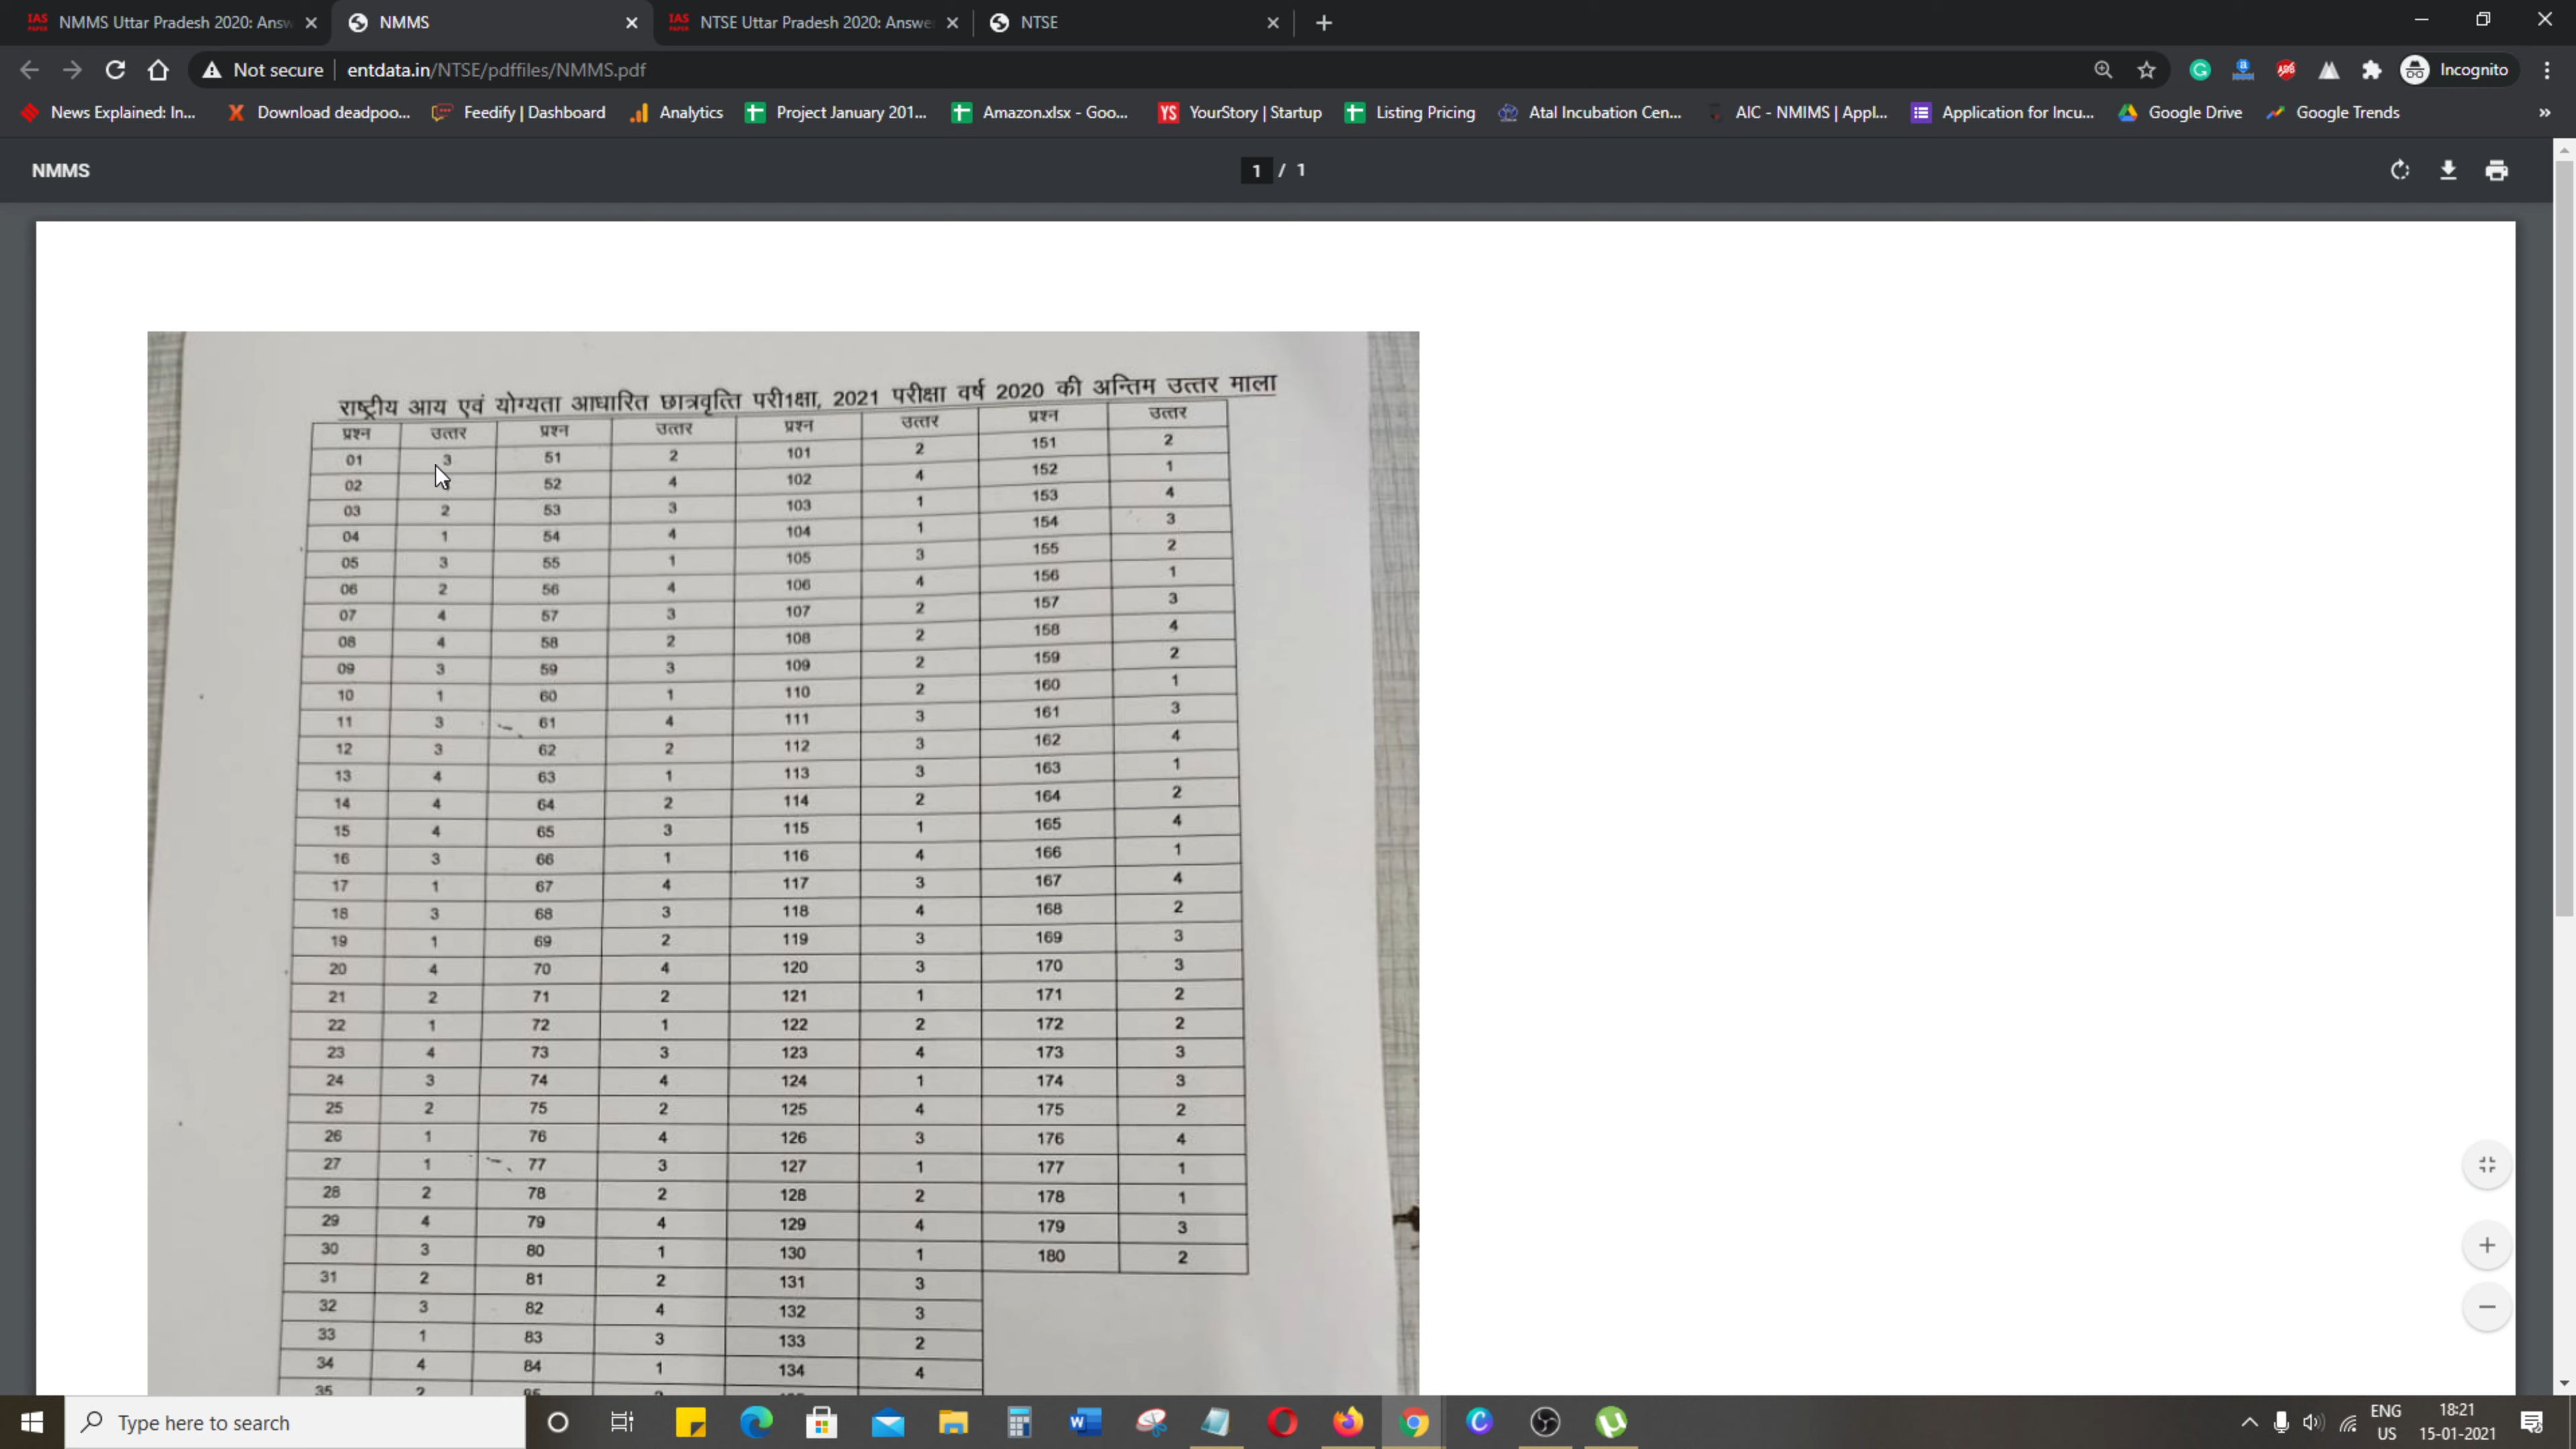 NMMS Uttar Pradesh 2020: Answ
NMMS
NTSE Uttar Pradesh 2020: Answe
NTSE
Not secure entdata.in/NTSE/pdffiles/NMMS.pdf
Incognito
News Explained: In... Download deadpoo... Feedify | Dashboard Analytics Project January 201... Amazon.xlsx - Goo... YS YourStory | Startup Listing Pricing Atal Incubation Cen... AIC - NMIMS | Appl... Application for Incu... Google Drive Google Trends »
NMMS 1 / 1
राष्ट्रीय आय एवं योग्यता आधारित छात्रवृत्ति परी1क्षा, 2021 परीक्षा वर्ष 2020 की अन्तिम उत्तर माला
प्रश्न उत्तर प्रश्न उत्तर प्रश्न उत्तर प्रश्न उत्तर
01 3 51 2 101 2 151 2
02 52 4 102 4 152 1
03 2 53 3 103 1 153 4
04 1 54 4 104 1 154 3
05 3 55 1 105 3 155 2
06 2 56 4 106 4 156 1
07 4 57 3 107 2 157 3
08 4 58 2 108 2 158 4
09 3 59 3 109 2 159 2
10 1 60 1 110 2 160 1
11 3 61 4 111 3 161 3
12 3 62 2 112 3 162 4
13 4 63 1 113 3 163 1
14 4 64 2 114 2 164 2
15 4 65 3 115 1 165 4
16 3 66 1 116 4 166 1
17 1 67 4 117 3 167 4
18 3 68 3 118 4 168 2
19 1 69 2 119 3 169 3
20 4 70 4 120 3 170 3
21 2 71 2 121 1 171 2
22 1 72 1 122 2 172 2
23 4 73 3 123 4 173 3
24 3 74 4 124 1 174 3
25 2 75 2 125 4 175 2
26 1 76 4 126 3 176 4
27 1 77 3 127 1 177 1
28 2 78 2 128 2 178 1
29 4 79 4 129 4 179 3
30 3 80 1 130 1 180 2
31 2 81 2 131 3
32 3 82 4 132 3
33 1 83 3 133 2
34 4 84 1 134 4
35 2
Type here to search
ENG 18:21
US 15-01-2021